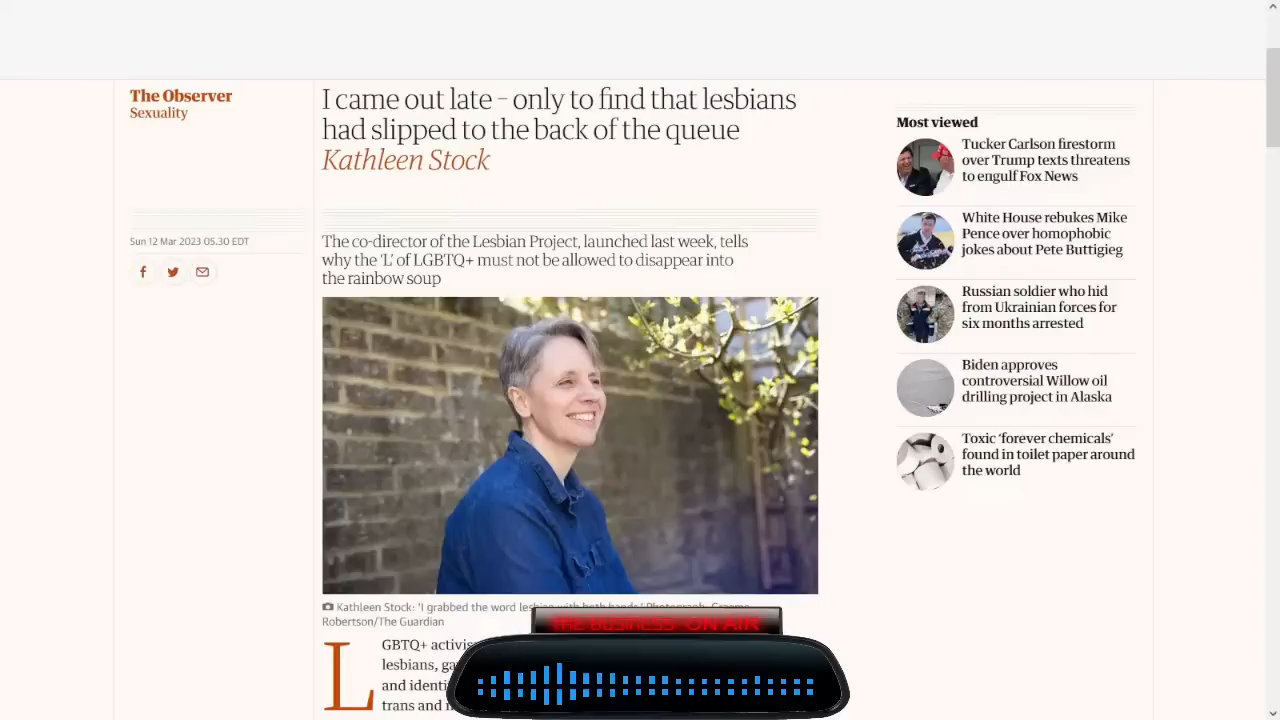 The Observer
Sexuality
I came out late – only to find that lesbians
had slipped to the back of the queue
Kathleen Stock
Sun 12 Mar 2023 05.30 EDT
The co-director of the Lesbian Project, launched last week, tells
why the ‘L’ of LGBTQ+ must not be allowed to disappear into
the rainbow soup
Kathleen Stock: ‘I grabbed the word lesbian with both hands.’ Photograph: Graeme
Robertson/The Guardian
LGBTQ+ activis
lesbians, ga
and identi
trans and
THE BUSINESS ON AIR
Most viewed
Tucker Carlson firestorm
over Trump texts threatens
to engulf Fox News
White House rebukes Mike
Pence over homophobic
jokes about Pete Buttigieg
Russian soldier who hid
from Ukrainian forces for
six months arrested
Biden approves
controversial Willow oil
drilling project in Alaska
Toxic ‘forever chemicals’
found in toilet paper around
the world